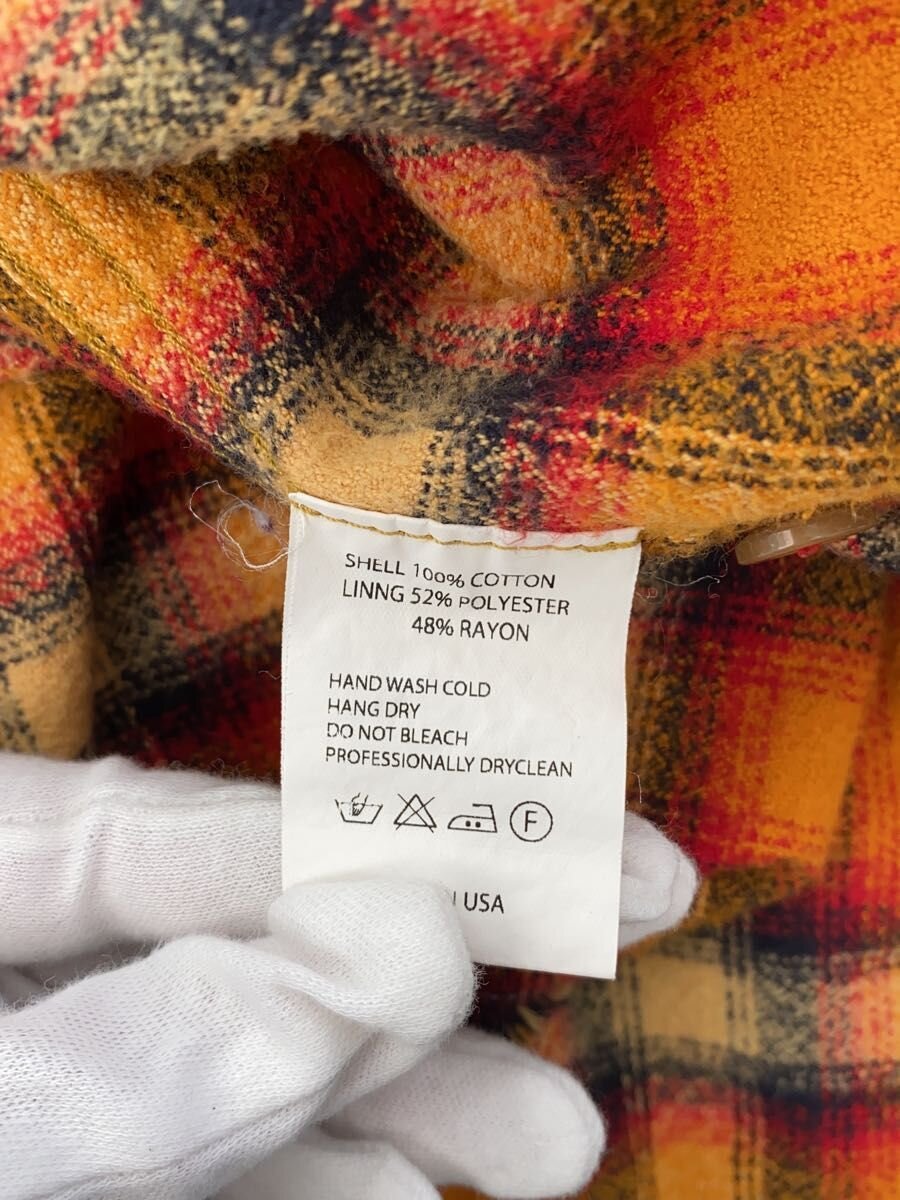 SHELL 100% COTTON
LINNG 52% POLYESTER
48% RAYON
HAND WASH COLD
HANG DRY
DO NOT BLEACH
PROFESSIONALLY DRYCLEAN
F
USA